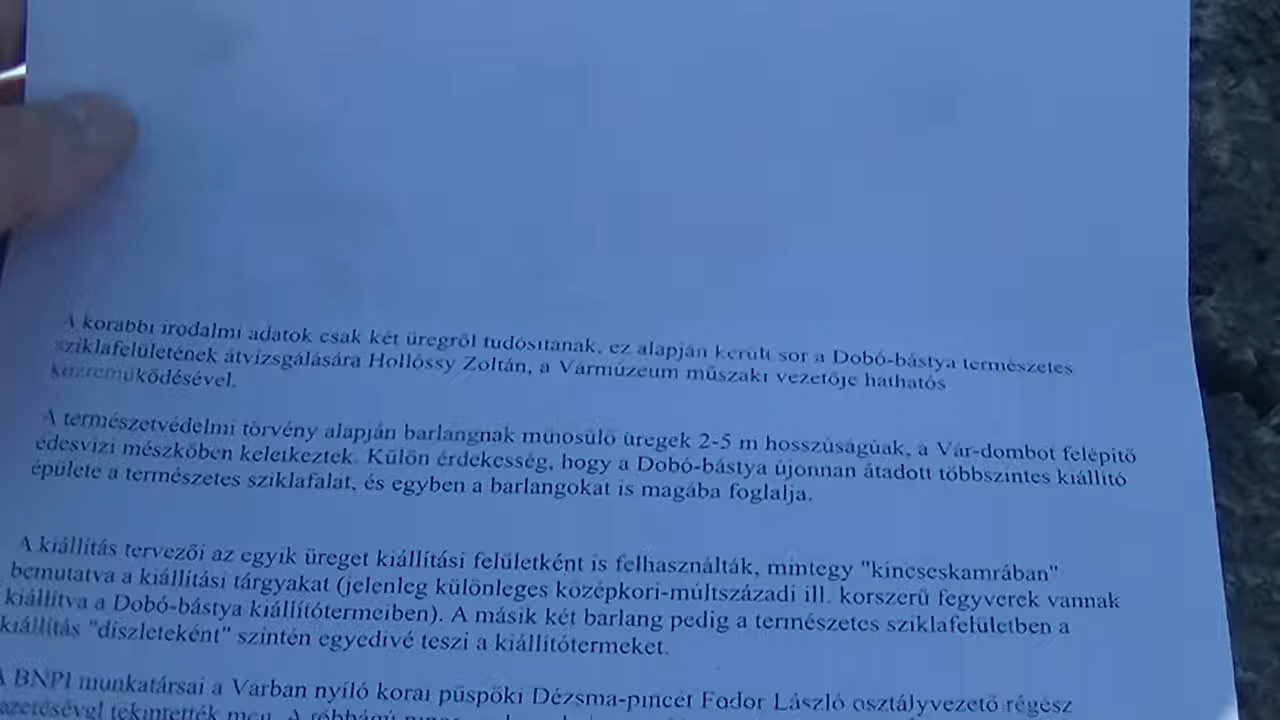 A korábbi irodalmi adatok csak két üregről tudósítanak, ez alapján került sor a Dobó-bástya természetes
sziklafelületének átvizsgálására Hollóssy Zoltán, a Vármúzeum műszaki vezetője hathatós
közreműködésével.
A természetvédelmi törvény alapján barlangnak minősülő üregek 2-5 m hosszúságúak, a Vár-dombot felépítő
édesvízi mészkőben keletkeztek. Külön érdekesség, hogy a Dobó-bástya újonnan átadott többszintes kiállító
épülete a természetes sziklafalat, és egyben a barlangokat is magába foglalja.
A kiállítás tervezői az egyik üreget kiállítási felületként is felhasználták, mintegy "kincseskamrában"
bemutatva a kiállítási tárgyakat (jelenleg különleges középkori-múltszázadi ill. korszerű fegyverek vannak
kiállítva a Dobó-bástya kiállítótermeiben). A másik két barlang pedig a természetes sziklafelületben a
kiállítás "díszleteként" szintén egyedivé teszi a kiállítótermeket.
A BNPI munkatársai a Várban nyíló korai püspöki Dézsma-pincét Fodor László osztályvezető régész
tekintették meg. A